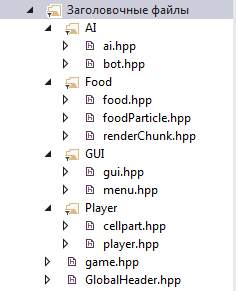 Заголовочные файлы
AI
ai.hpp
bot.hpp
Food
food.hpp
foodParticle.hpp
renderChunk.hpp
GUI
gui.hpp
menu.hpp
Player
cellpart.hpp
player.hpp
game.hpp
GlobalHeader.hpp